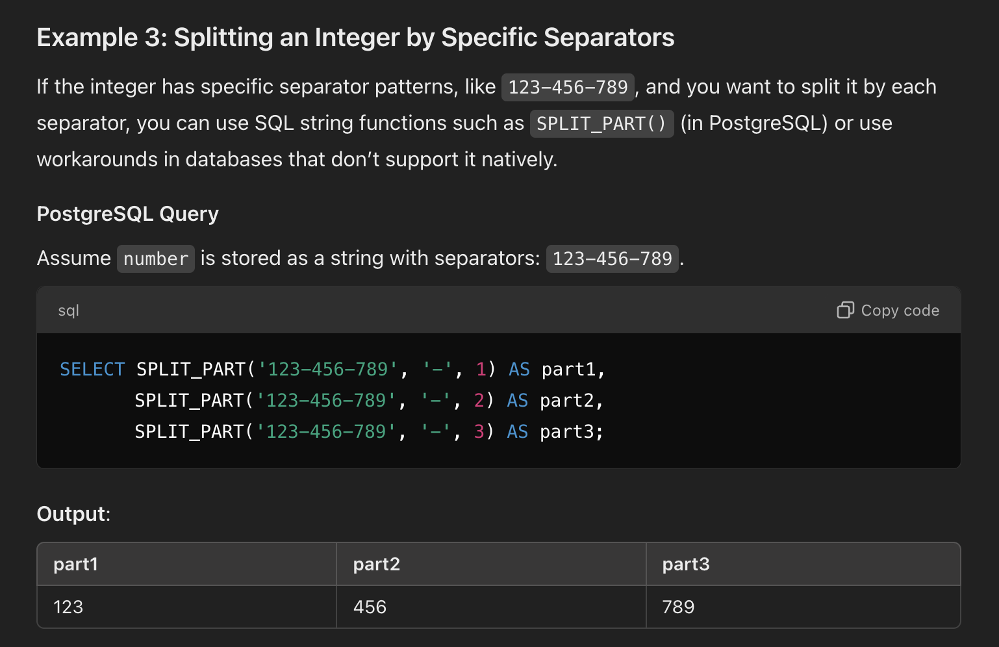 Example 3: Splitting an Integer by Specific Separators
If the integer has specific separator patterns, like 123-456-789, and you want to split it by each
separator, you can use SQL string functions such as SPLIT_PART() (in PostgreSQL) or use
workarounds in databases that don’t support it natively.
PostgreSQL Query
Assume number is stored as a string with separators: 123-456-789.
sql Copy code
SELECT SPLIT_PART('123-456-789', '-', 1) AS part1,
SPLIT_PART('123-456-789', '-', 2) AS part2,
SPLIT_PART('123-456-789', '-', 3) AS part3;
Output:
part1 part2 part3
123 456 789